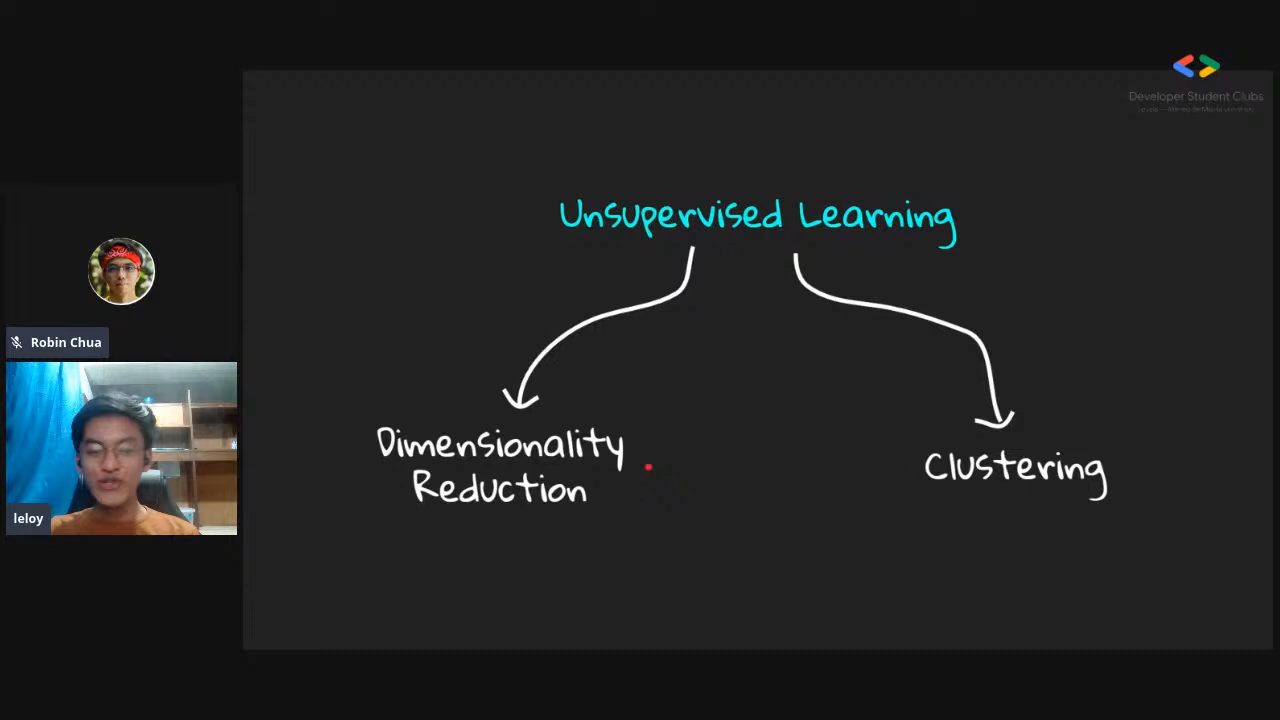 Developer Student Clubs
Unsupervised Learning
Robin Chua
Dimensionality
Reduction
Clustering
leloy